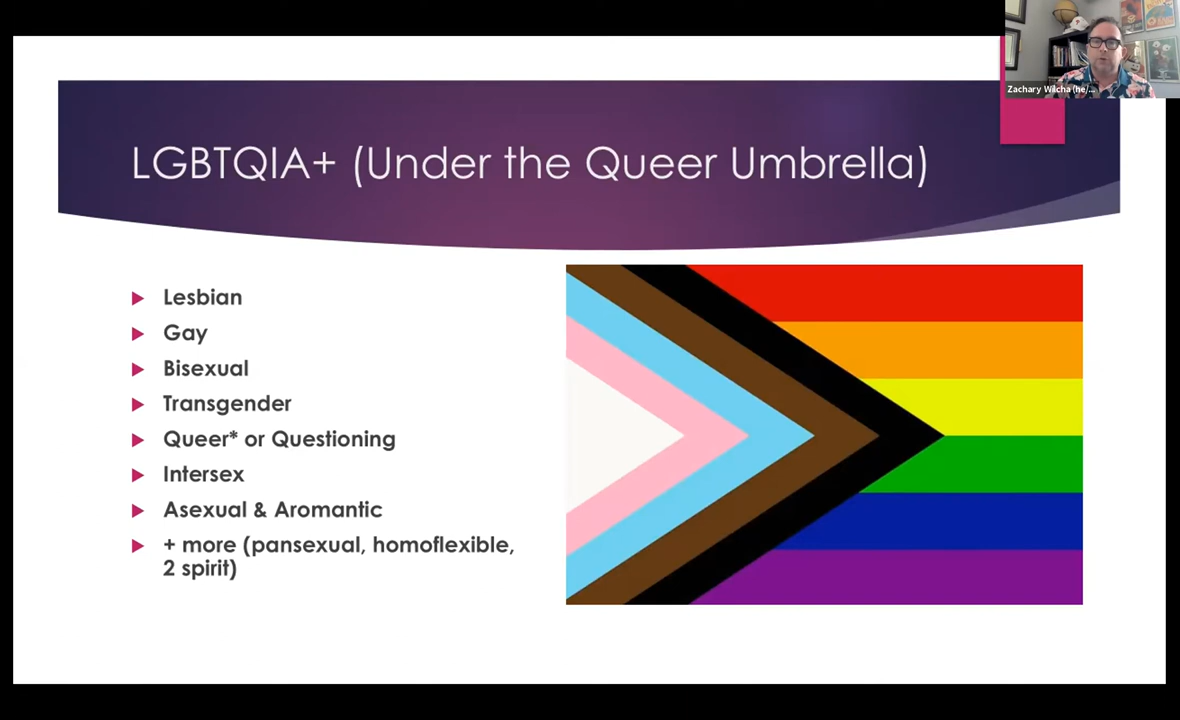 Zachary Wilcha (he/...
LGBTQIA+ (Under the Queer Umbrella)
Lesbian
Gay
Bisexual
Transgender
Queer* or Questioning
Intersex
Asexual & Aromantic
+ more (pansexual, homoflexible,
2 spirit)